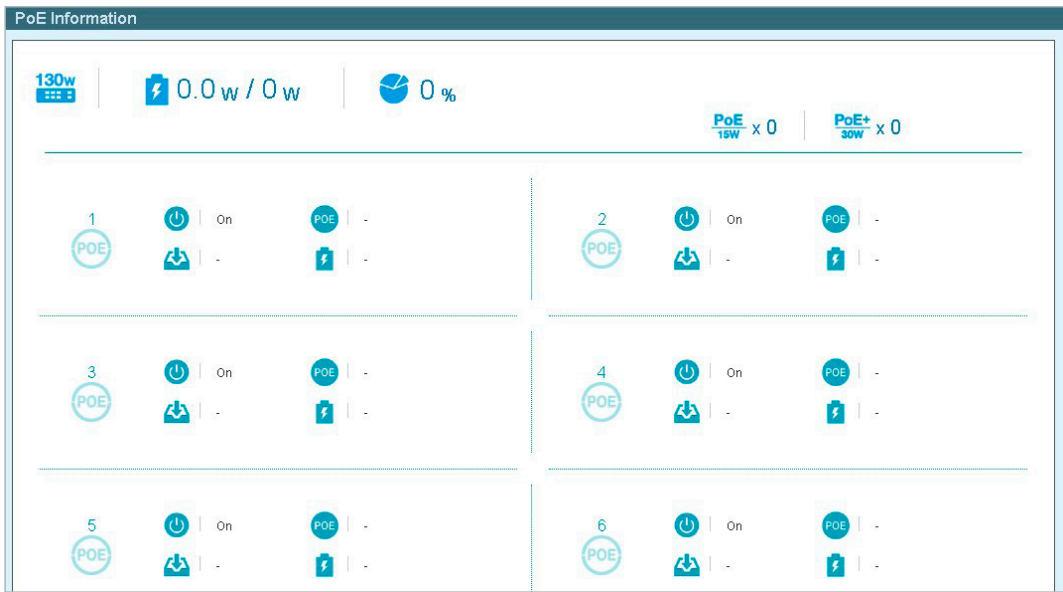 PoE Information
130w
0.0 w / 0 w
0 %
PoE 15W x 0
PoE+ 30W x 0
1 On POE -
POE - -
2 On POE -
POE - -
3 On POE -
POE - -
4 On POE -
POE - -
5 On POE -
POE - -
6 On POE -
POE - -